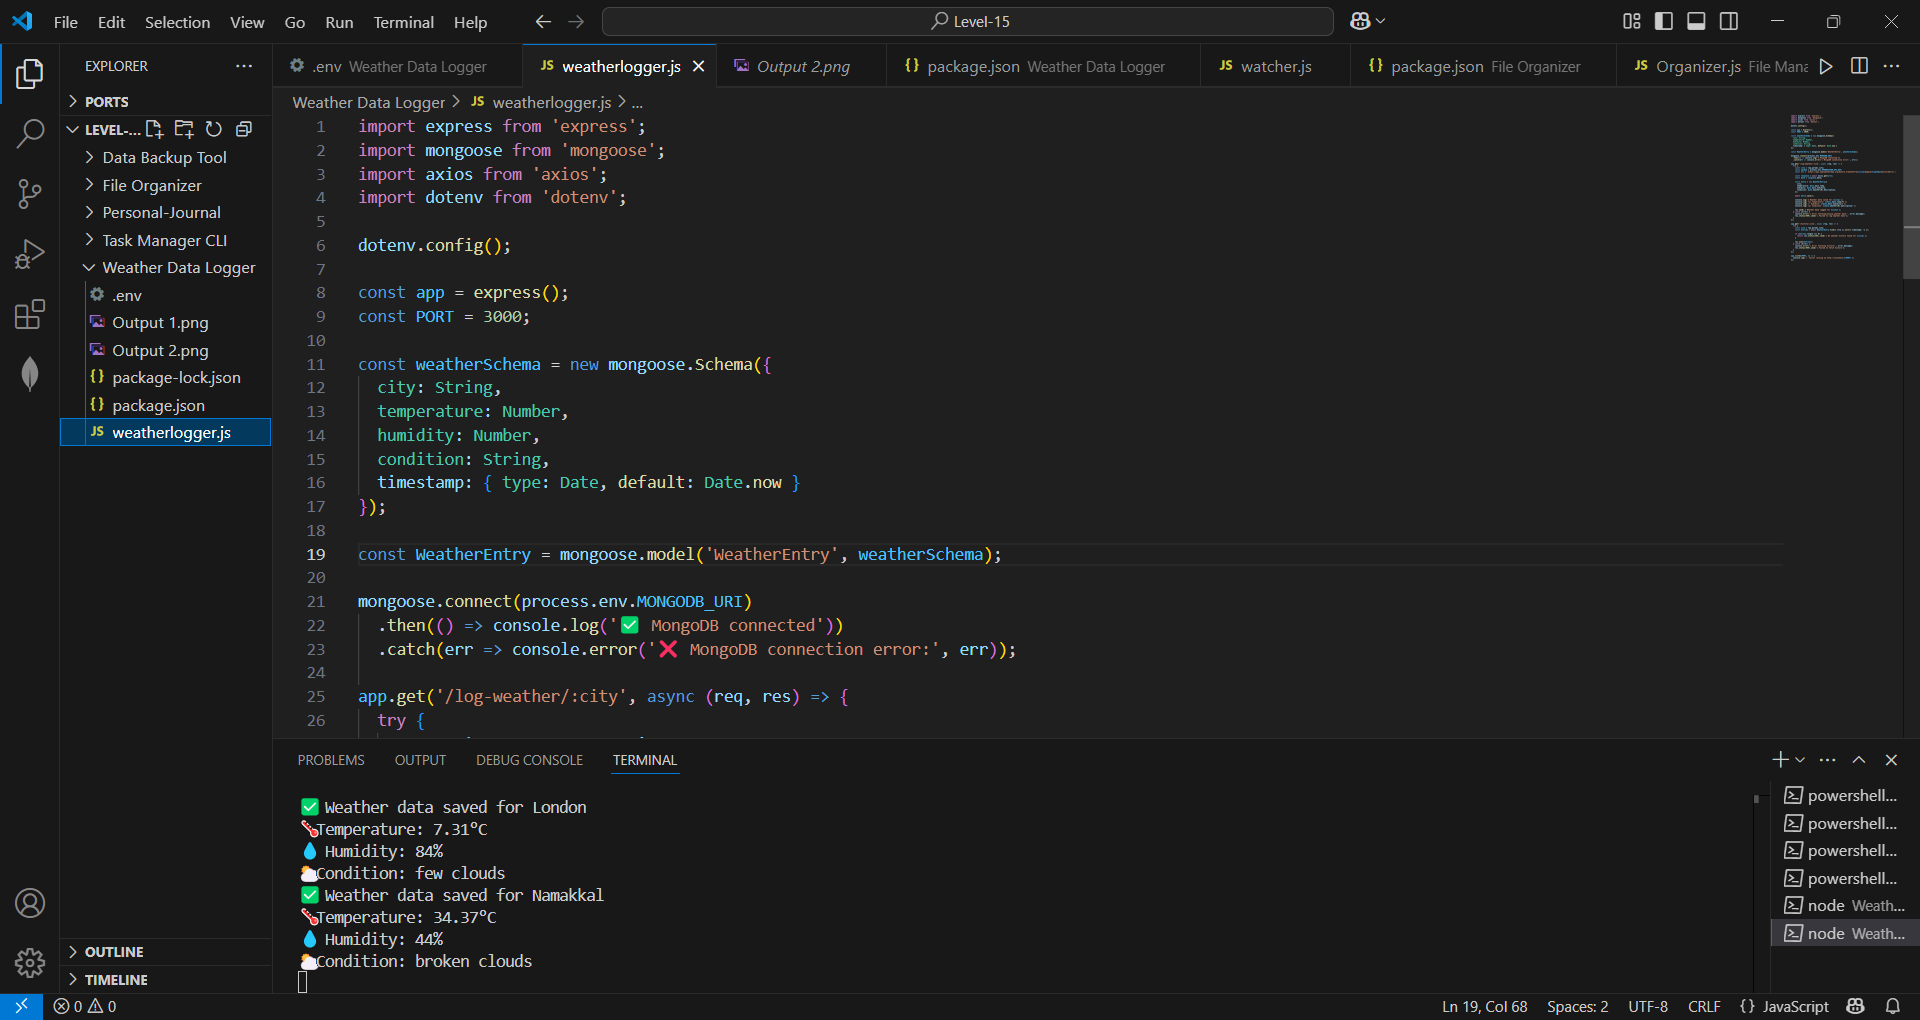 File Edit Selection View Go Run Terminal Help
Level-15
EXPLORER
PORTS
LEVEL-...
Data Backup Tool
File Organizer
Personal-Journal
Task Manager CLI
Weather Data Logger
.env
Output 1.png
Output 2.png
package-lock.json
package.json
JS weatherlogger.js
OUTLINE
TIMELINE
.env Weather Data Logger
JS weatherlogger.js
Output 2.png
{} package.json Weather Data Logger
JS watcher.js
{} package.json File Organizer
JS Organizer.js File Mana
Weather Data Logger > JS weatherlogger.js > ...
1 import express from 'express';
2 import mongoose from 'mongoose';
3 import axios from 'axios';
4 import dotenv from 'dotenv';
5
6 dotenv.config();
7
8 const app = express();
9 const PORT = 3000;
10
11 const weatherSchema = new mongoose.Schema({
12 city: String,
13 temperature: Number,
14 humidity: Number,
15 condition: String,
16 timestamp: { type: Date, default: Date.now }
17 });
18
19 const WeatherEntry = mongoose.model('WeatherEntry', weatherSchema);
20
21 mongoose.connect(process.env.MONGODB_URI)
22 .then(() => console.log('✅ MongoDB connected'))
23 .catch(err => console.error('❌ MongoDB connection error:', err));
24
25 app.get('/log-weather/:city', async (req, res) => {
26 try {
PROBLEMS OUTPUT DEBUG CONSOLE TERMINAL
✅ Weather data saved for London
🌡️Temperature: 7.31°C
💧 Humidity: 84%
🌥️Condition: few clouds
✅ Weather data saved for Namakkal
🌡️Temperature: 34.37°C
💧 Humidity: 44%
🌥️Condition: broken clouds
powershell...
powershell...
powershell...
powershell...
node Weath...
node Weath...
0 0
Ln 19, Col 68 Spaces: 2 UTF-8 CRLF {} JavaScript